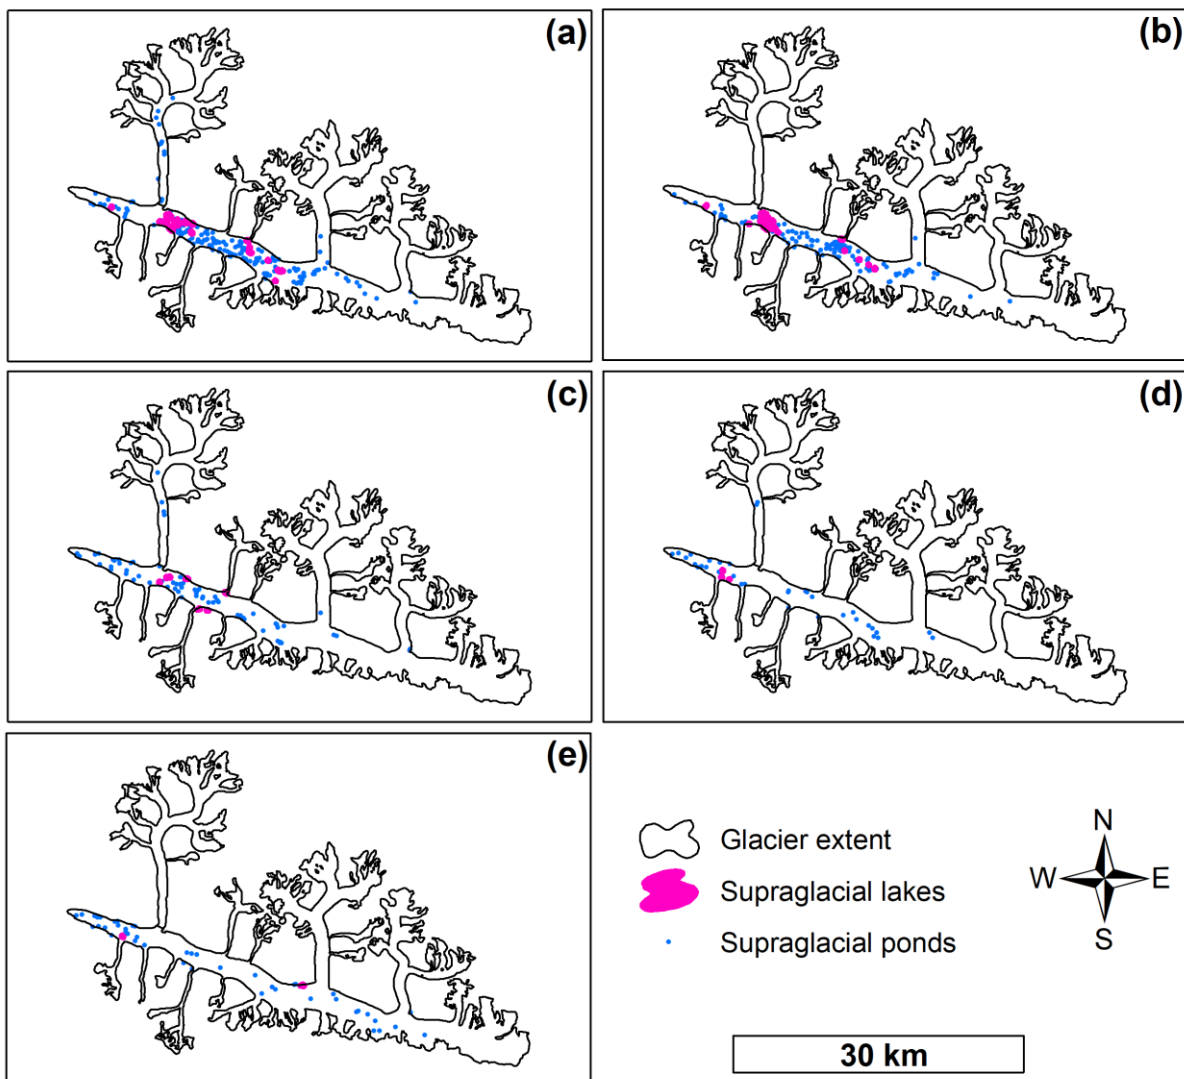 (a)
(b)
(c)
(d)
(e)
Glacier extent
Supraglacial lakes
Supraglacial ponds
N
W E
S
30 km